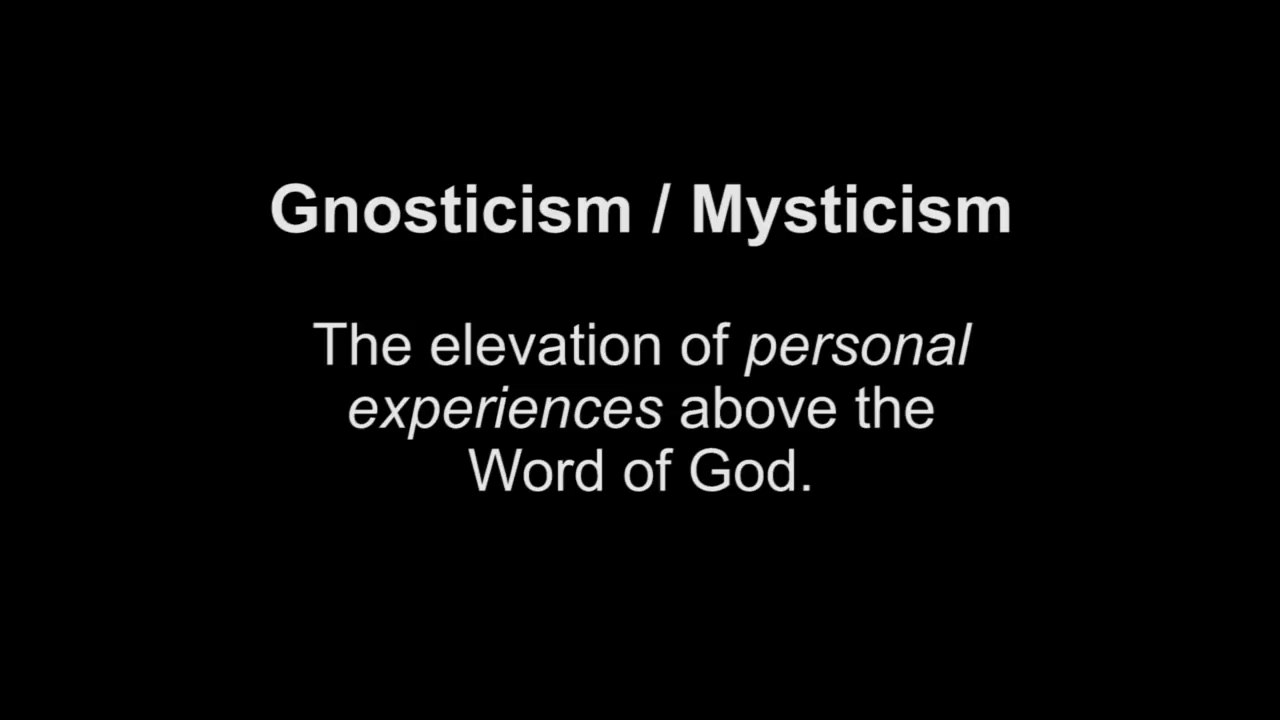 Gnosticism / Mysticism
The elevation of personal
experiences above the
Word of God.